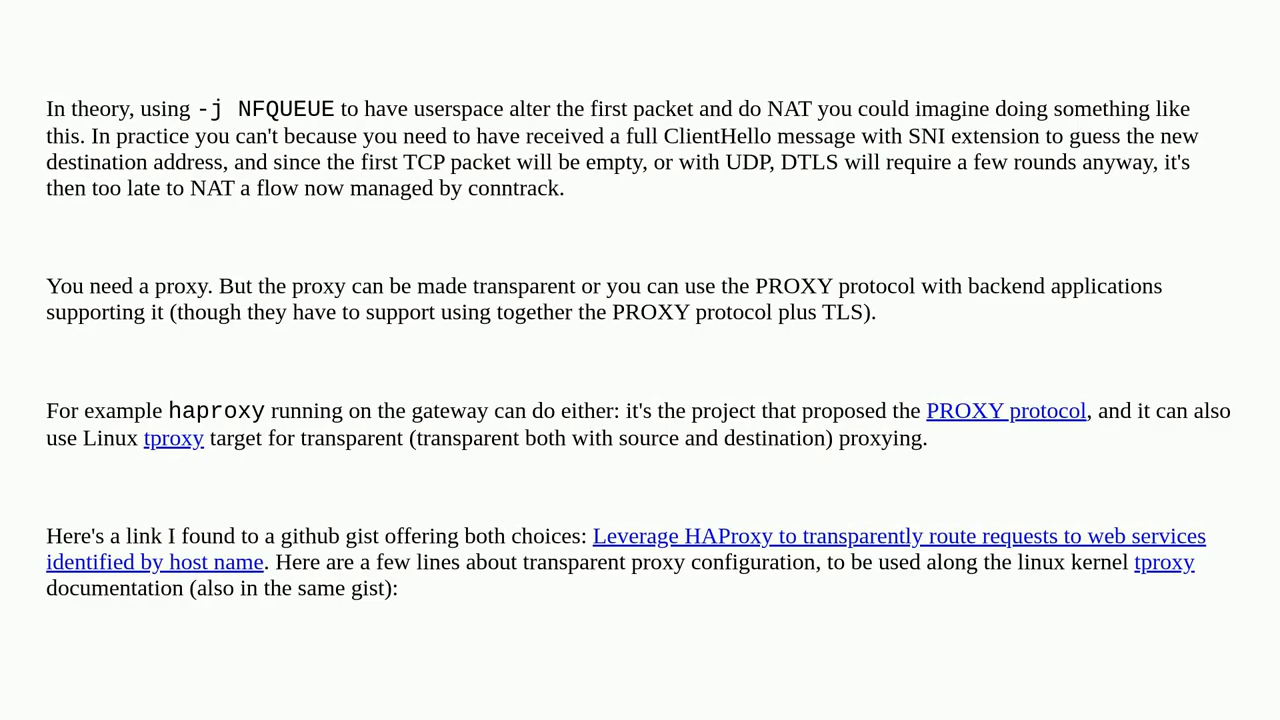 In theory, using -j NFQUEUE to have userspace alter the first packet and do NAT you could imagine doing something like
this. In practice you can't because you need to have received a full ClientHello message with SNI extension to guess the new
destination address, and since the first TCP packet will be empty, or with UDP, DTLS will require a few rounds anyway, it's
then too late to NAT a flow now managed by conntrack.
You need a proxy. But the proxy can be made transparent or you can use the PROXY protocol with backend applications
supporting it (though they have to support using together the PROXY protocol plus TLS).
For example haproxy running on the gateway can do either: it's the project that proposed the PROXY protocol, and it can also
use Linux tproxy target for transparent (transparent both with source and destination) proxying.
Here's a link I found to a github gist offering both choices: Leverage HAProxy to transparently route requests to web services
identified by host name. Here are a few lines about transparent proxy configuration, to be used along the linux kernel tproxy
documentation (also in the same gist):